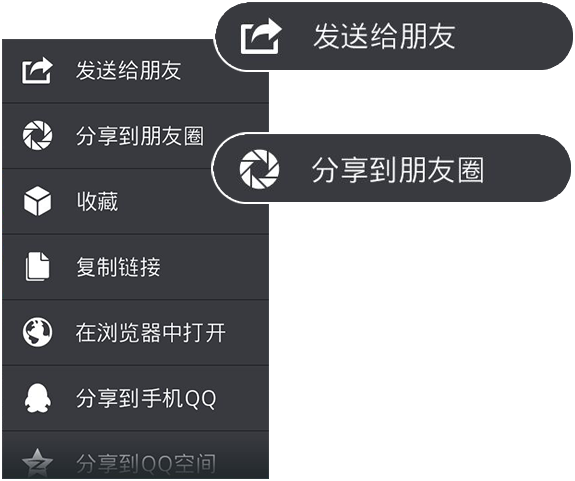 发送给朋友
分享到朋友圈
收藏
复制链接
在浏览器中打开
分享到手机QQ
分享到QQ空间
发送给朋友
分享到朋友圈